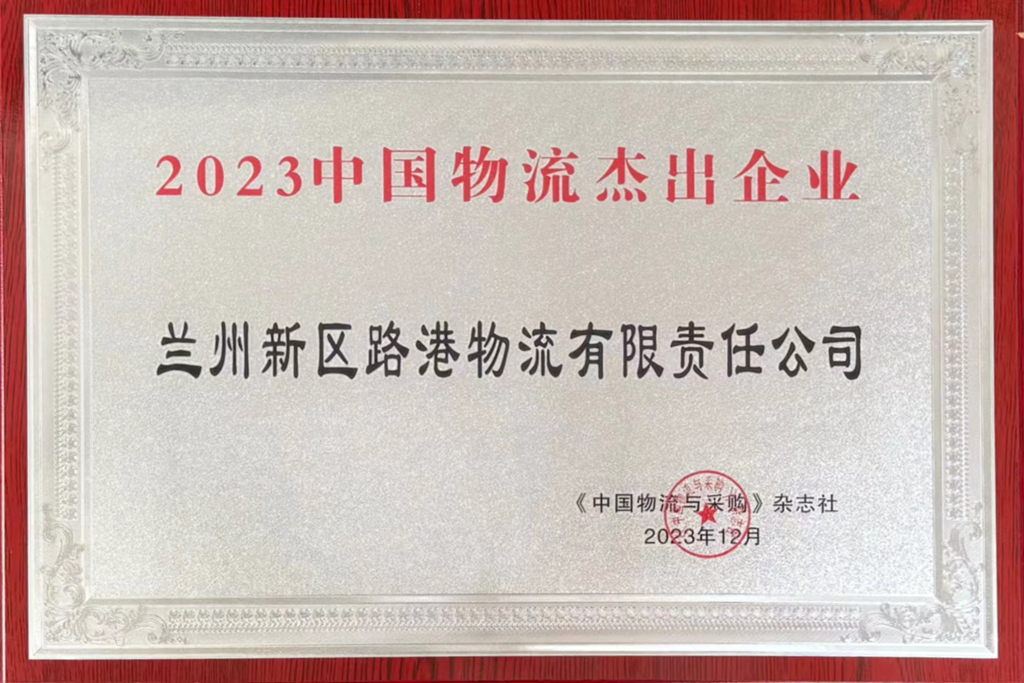 2023中国物流杰出企业
兰州新区路港物流有限责任公司
《中国物流与采购》杂志社
2023年12月